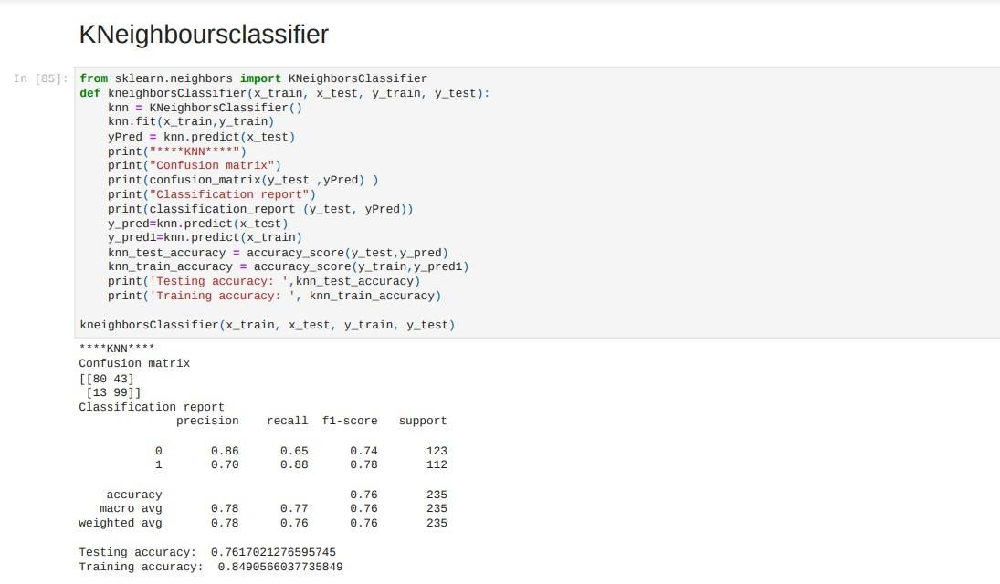 KNeighboursclassifier
In [85]:
from sklearn.neighbors import KNeighborsClassifier
def kneighborsClassifier(x_train, x_test, y_train, y_test):
    knn = KNeighborsClassifier()
    knn.fit(x_train,y_train)
    yPred = knn.predict(x_test)
    print("****KNN****")
    print("Confusion matrix")
    print(confusion_matrix(y_test ,yPred) )
    print("Classification report")
    print(classification_report (y_test, yPred))
    y_pred=knn.predict(x_test)
    y_pred1=knn.predict(x_train)
    knn_test_accuracy = accuracy_score(y_test,y_pred)
    knn_train_accuracy = accuracy_score(y_train,y_pred1)
    print('Testing accuracy: ',knn_test_accuracy)
    print('Training accuracy: ', knn_train_accuracy)
kneighborsClassifier(x_train, x_test, y_train, y_test)
****KNN****
Confusion matrix
[[80 43]
 [13 99]]
Classification report
              precision    recall  f1-score   support
           0       0.86      0.65      0.74       123
           1       0.70      0.88      0.78       112
    accuracy                           0.76       235
   macro avg       0.78      0.77      0.76       235
weighted avg       0.78      0.76      0.76       235
Testing accuracy:  0.7617021276595745
Training accuracy:  0.8490566037735849